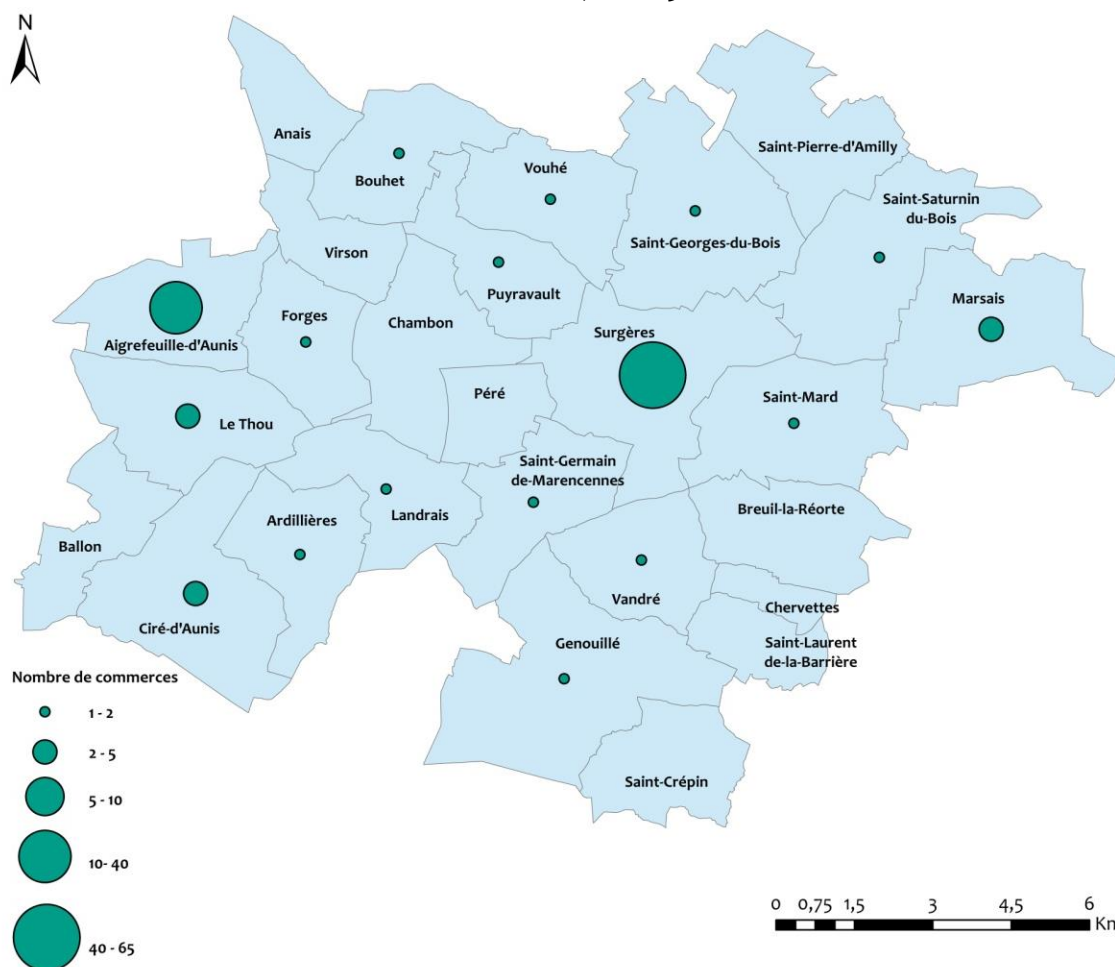 N
Anais
Saint-Pierre-d'Amilly
Bouhet
Vouhé
Saint-Saturnin
du-Bois
Saint-Georges-du-Bois
Virson
Puyravault
Marsais
Forges
Chambon
Surgères
Aigrefeuille-d'Aunis
Péré
Saint-Mard
Le Thou
Saint-Germain
de-Marencennes
Breuil-la-Réorte
Ardillières
Landrais
Ballon
Vandré
Chervettes
Ciré-d'Aunis
Genouillé
Saint-Laurent
de-la-Barrière
Nombre de commerces
1 - 2
2 - 5
5 - 10
10- 40
40 - 65
Saint-Crépin
0 0,75 1,5 3 4,5 6
Km